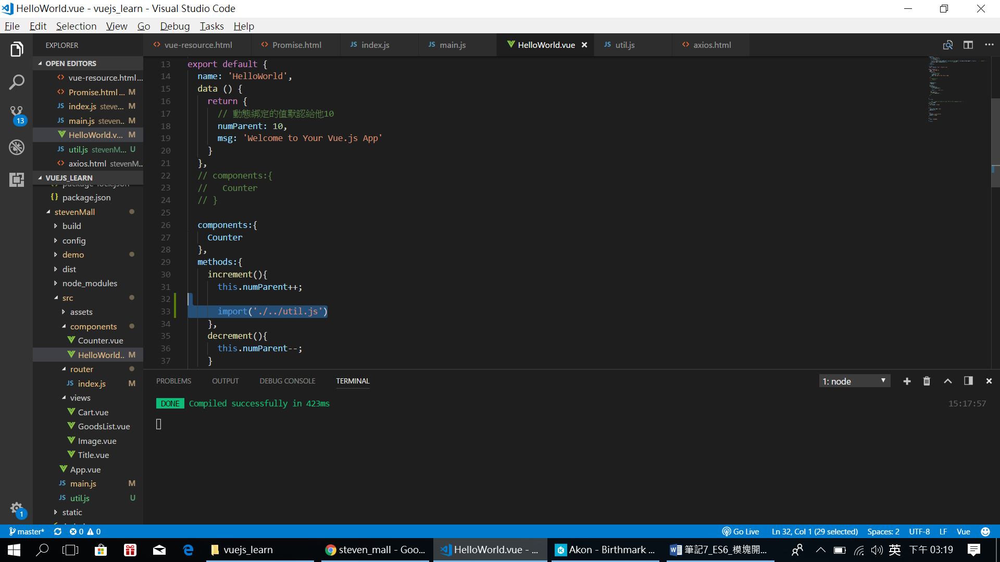 HelloWorld.vue - vuejs_learn - Visual Studio Code
File Edit Selection View Go Debug Tasks Help
EXPLORER
OPEN EDITORS
vue-resource.html...
Promise.html... M
index.js steve... M
main.js steven... M
HelloWorld.v... M
util.js stevenM... U
axios.html stevenM..
VUEJS_LEARN
package-lock.json
package.json
stevenMall
build
config
demo
dist
node_modules
src
assets
components
Counter.vue
HelloWorld.. M
router
index.js M
views
Cart.vue
GoodsList.vue
Image.vue
Title.vue
App.vue
main.js M
util.js U
static
13
1
vue-resource.html Promise.html index.js main.js HelloWorld.vue util.js axios.html
13 export default {
14 name: 'HelloWorld',
15 data () {
16 return {
17 // 動態綁定的值默認給他10
18 numParent: 10,
19 msg: 'Welcome to Your Vue.js App'
20 }
21 },
22 // components:{
23 // Counter
24 // }
25
26 components:{
27 Counter
28 },
29 methods:{
30 increment(){
31 this.numParent++;
32
33 import('./../util.js')
34 },
35 decrement(){
36 this.numParent--;
37 }
PROBLEMS OUTPUT DEBUG CONSOLE TERMINAL 1: node
DONE Compiled successfully in 423ms 15:17:57
master* 0 0 Go Live Ln 32, Col 1 (29 selected) Spaces: 2 UTF-8 LF Vue
vuejs_learn steven_mall - Goo... HelloWorld.vue - ... Akon - Birthmark ... 筆記7_ES6_模塊開... 英 下午 03:19